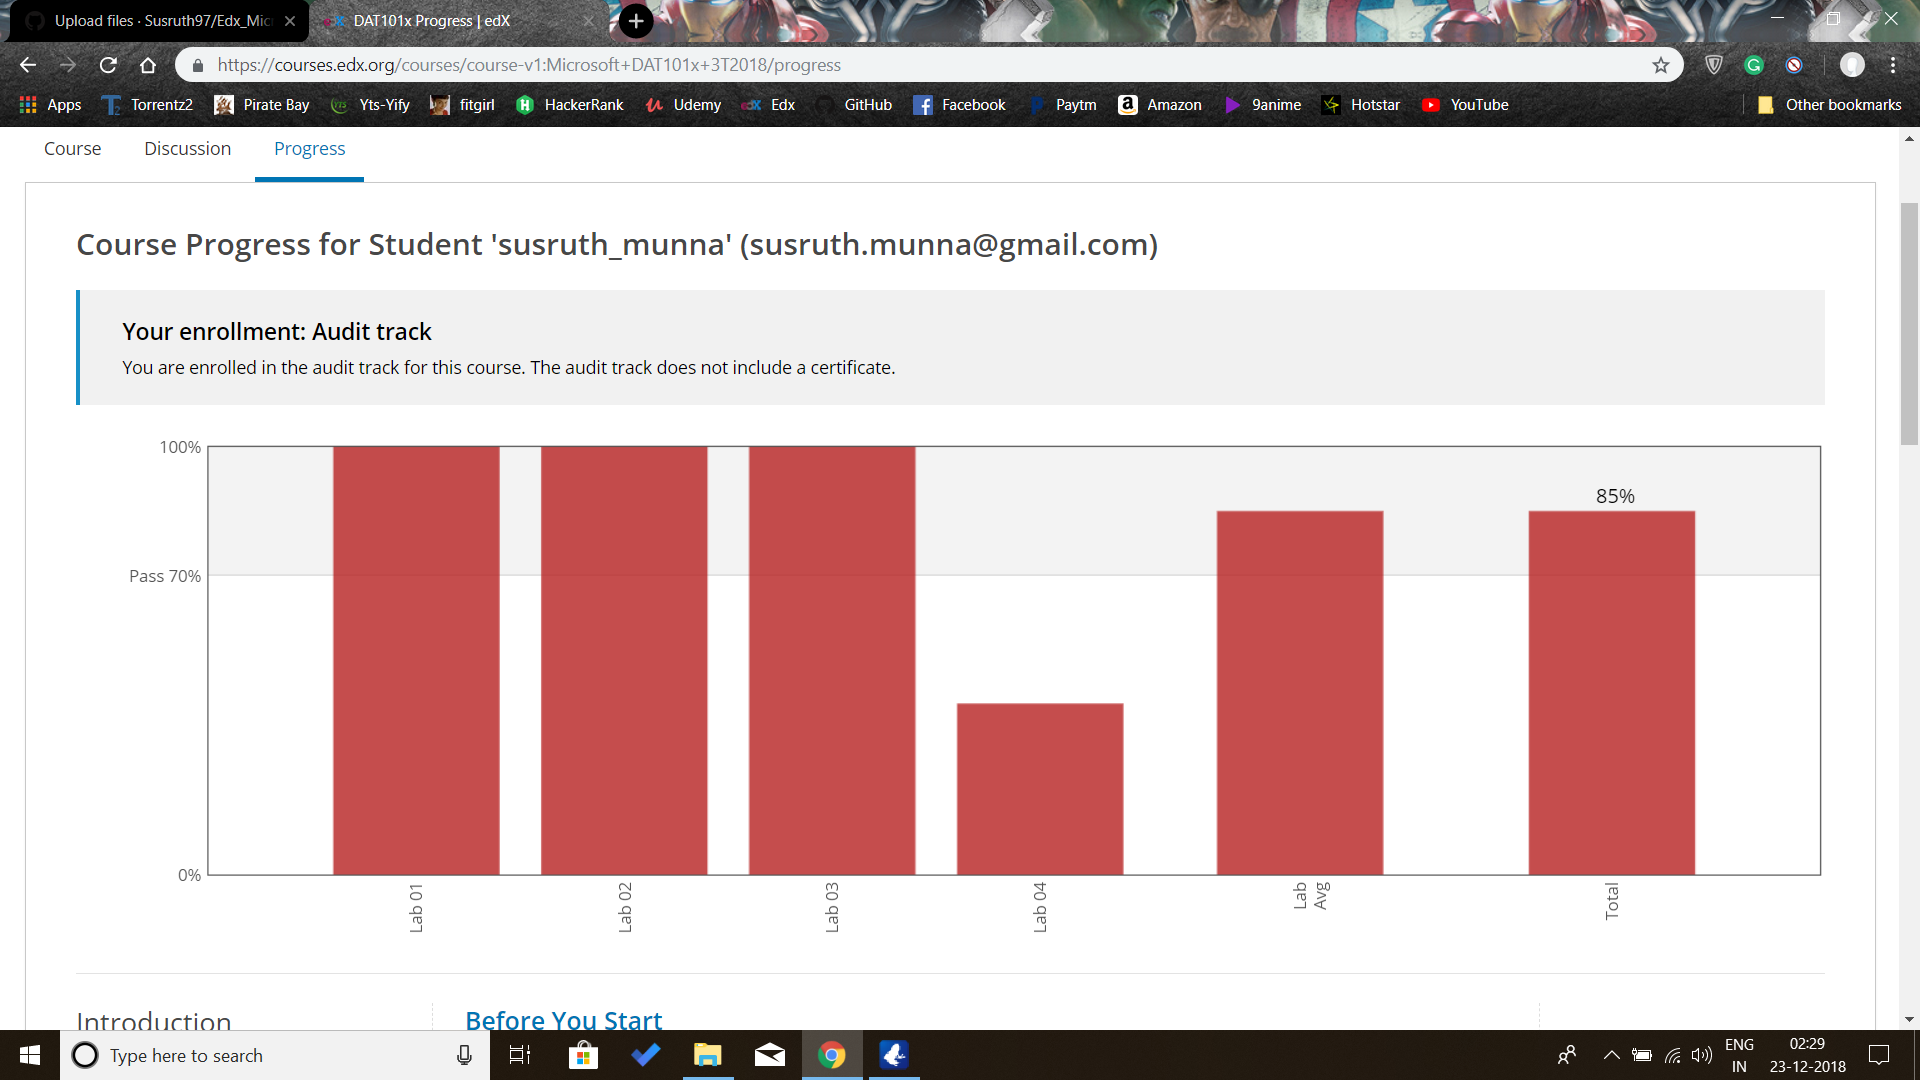 Upload files · Susruth97/Edx_Mic
DAT101x Progress | edX
https://courses.edx.org/courses/course-v1:Microsoft+DAT101x+3T2018/progress
Apps
Torrentz2
Pirate Bay
YTS
Yts-Yify
fitgirl
HackerRank
Udemy
Edx
GitHub
Facebook
Paytm
Amazon
9anime
Hotstar
YouTube
Other bookmarks
Course
Discussion
Progress
Course Progress for Student 'susruth_munna' (susruth.munna@gmail.com)
Your enrollment: Audit track
You are enrolled in the audit track for this course. The audit track does not include a certificate.
100%
85%
Pass 70%
0%
Lab 01
Lab 02
Lab 03
Lab 04
Lab
Avg
Total
Introduction
Before You Start
Type here to search
ENG
IN
02:29
23-12-2018